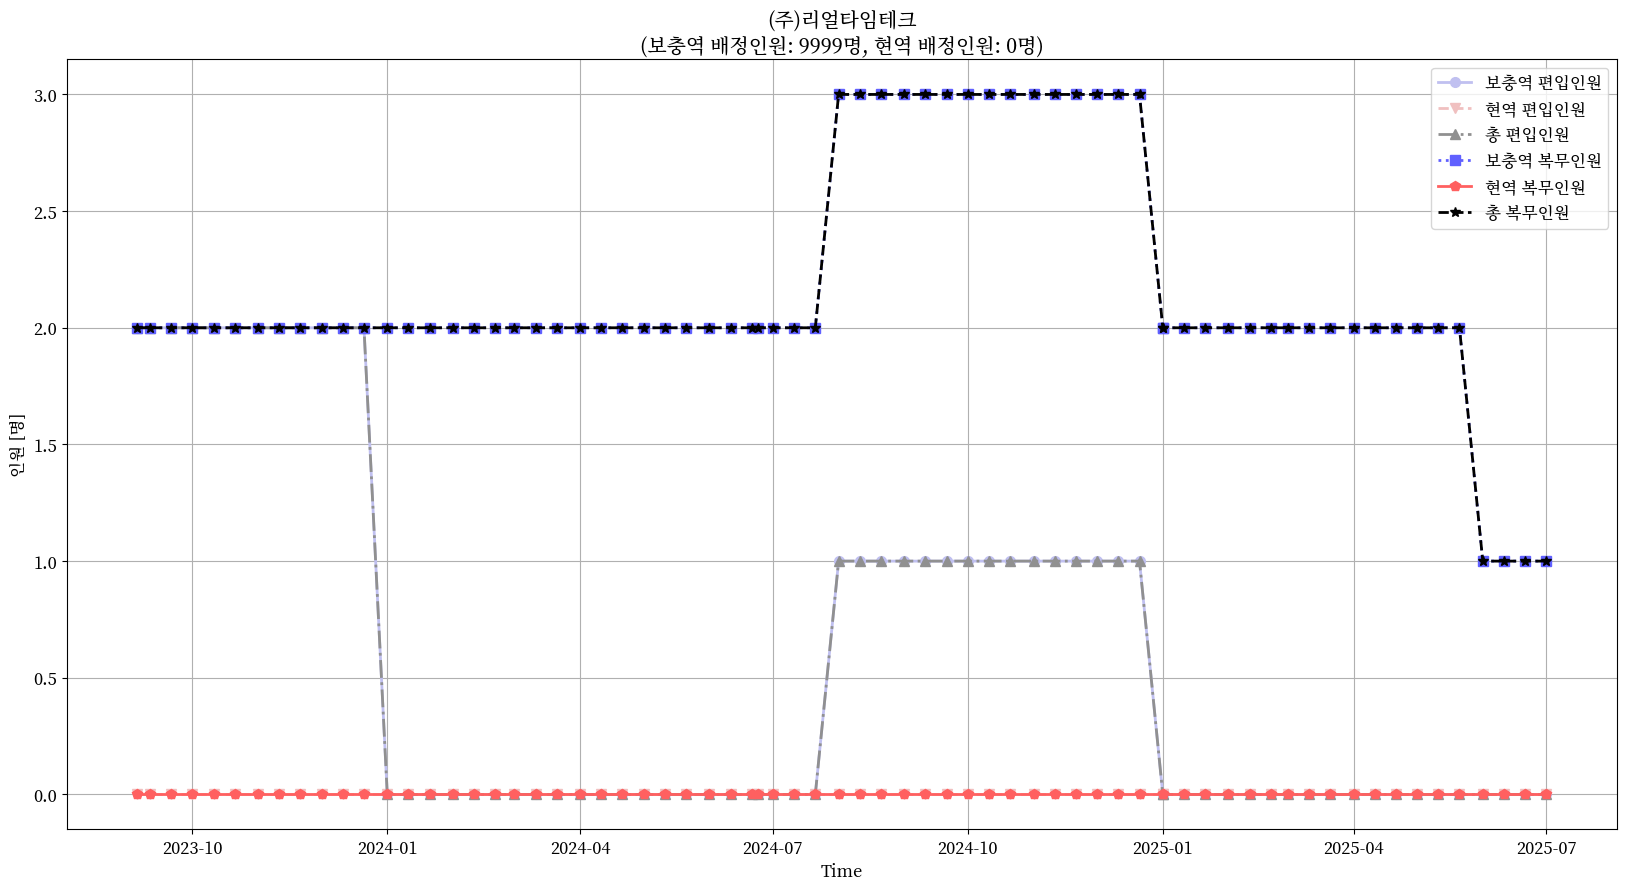 (주)리얼타임테크
(보충역 배정인원: 9999명, 현역 배정인원: 0명)
보충역 편입인원
현역 편입인원
총 편입인원
보충역 복무인원
현역 복무인원
총 복무인원
인원 [명]
3.0
2.5
2.0
1.5
1.0
0.5
0.0
2023-10
2024-01
2024-04
2024-07
2024-10
2025-01
2025-04
2025-07
Time